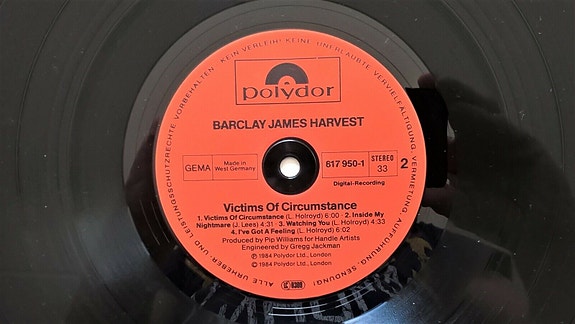 polydor
BARCLAY JAMES HARVEST
GEMA
Made in
West Germany
817 950-1
STEREO
33
2
Digital-Recording
Victims Of Circumstance
1. Victims Of Circumstance (L. Holroyd) 6:00 · 2. Inside My
Nightmare (J. Lees) 4:31 · 3. Watching You (L. Holroyd) 4:33
4. I've Got A Feeling (L. Holroyd) 6:02
Produced by Pip Williams for Handle Artists
Engineered by Gregg Jackman
℗ 1984 Polydor Ltd., London
© 1984 Polydor Ltd., London
LC 0309
ALLE URHEBER- UND LEISTUNGSSCHUTZRECHTE VORBEHALTEN · KEIN VERLEIH! KEINE UNERLAUBTE VERVIELFÄLTIGUNG, VERMIETUNG, AUFFÜHRUNG, SENDUNG!